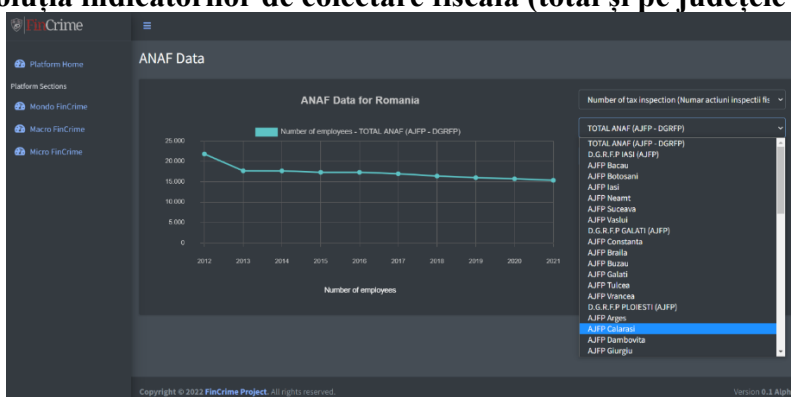 oluția indicatorilor de colectare fiscală (total și pe județele
FinCrime
Platform Home
Platform Sections
Mondo FinCrime
Macro FinCrime
Micro FinCrime
ANAF Data
ANAF Data for Romania
Number of employees - TOTAL ANAF (AJFP - DGRFP)
25 000
20 000
15 000
10 000
5 000
0
2012 2013 2014 2015 2016 2017 2018 2019 2020 2021
Number of employees
Number of tax inspection (Numar actiuni inspectii fis
TOTAL ANAF (AJFP - DGRFP)
TOTAL ANAF (AJFP - DGRFP)
D.G.R.F.P IASI (AJFP)
AJFP Bacau
AJFP Botosani
AJFP Iasi
AJFP Neamt
AJFP Suceava
AJFP Vaslui
D.G.R.F.P GALATI (AJFP)
AJFP Constanta
AJFP Braila
AJFP Buzau
AJFP Galati
AJFP Tulcea
AJFP Vrancea
D.G.R.F.P PLOIESTI (AJFP)
AJFP Arges
AJFP Calarasi
AJFP Dambovita
AJFP Giurgiu
Copyright © 2022 FinCrime Project. All rights reserved.
Version 0.1 Alph